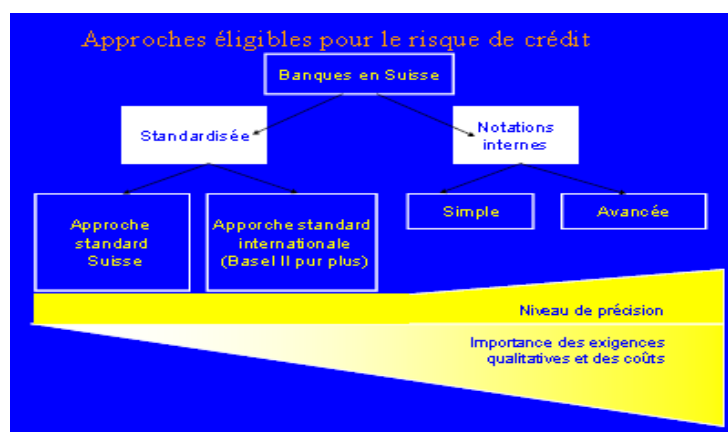 Approches éligibles pour le risque de crédit
Banques en Suisse
Standardisée
Notations
internes
Approche
standard
Suisse
Apporche standard
internationale
(Basel II pur plus)
Simple
Avancée
Niveau de précision
Importance des exigences
qualitatives et des coûts